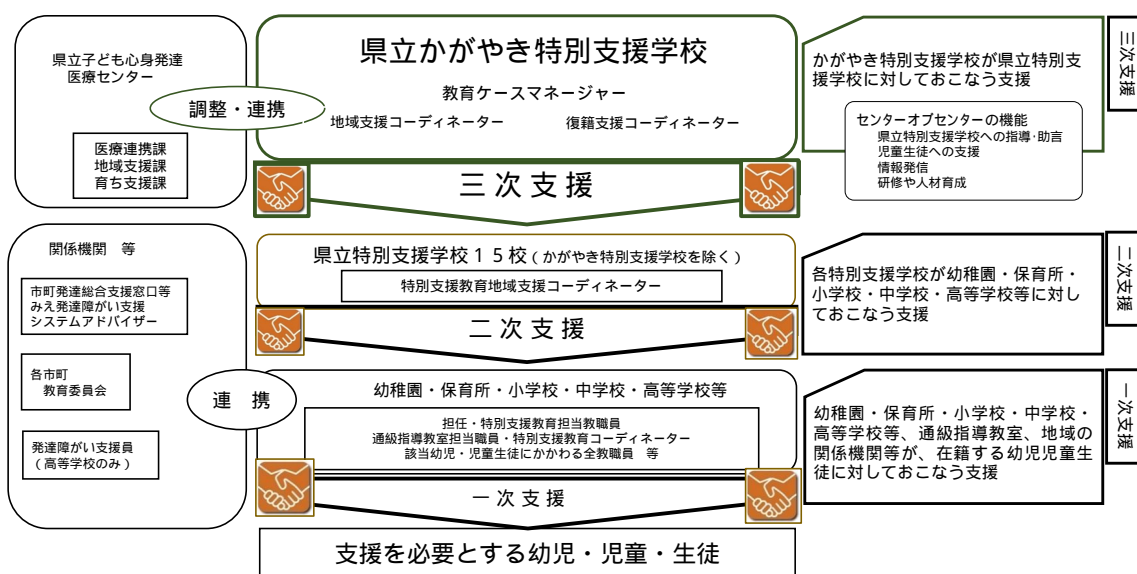 県立子ども心身発達
医療センター
調整・連携
医療連携課
地域支援課
育ち支援課
県立かがやき特別支援学校
教育ケースマネージャー
地域支援コーディネーター　復籍支援コーディネーター
三次支援
かがやき特別支援学校が県立特別支
援学校に対しておこなう支援
センターオブセンターの機能
県立特別支援学校への指導・助言
児童生徒への支援
情報発信
研修や人材育成
三次支援
関係機関　等
市町発達総合支援窓口等
みえ発達障がい支援
システムアドバイザー
各市町
教育委員会
発達障がい支援員
（高等学校のみ）
連　携
県立特別支援学校１５校（かがやき特別支援学校を除く）
特別支援教育地域支援コーディネーター
二次支援
各特別支援学校が幼稚園・保育所・
小学校・中学校・高等学校等に対し
ておこなう支援
二次支援
幼稚園・保育所・小学校・中学校・高等学校等
担任・特別支援教育担当教職員
通級指導教室担当職員・特別支援教育コーディネーター
該当幼児・児童生徒にかかわる全教職員　等
一次支援
幼稚園・保育所・小学校・中学校・
高等学校等、通級指導教室、地域の
関係機関等が、在籍する幼児児童生
徒に対しておこなう支援
一次支援
支援を必要とする幼児・児童・生徒